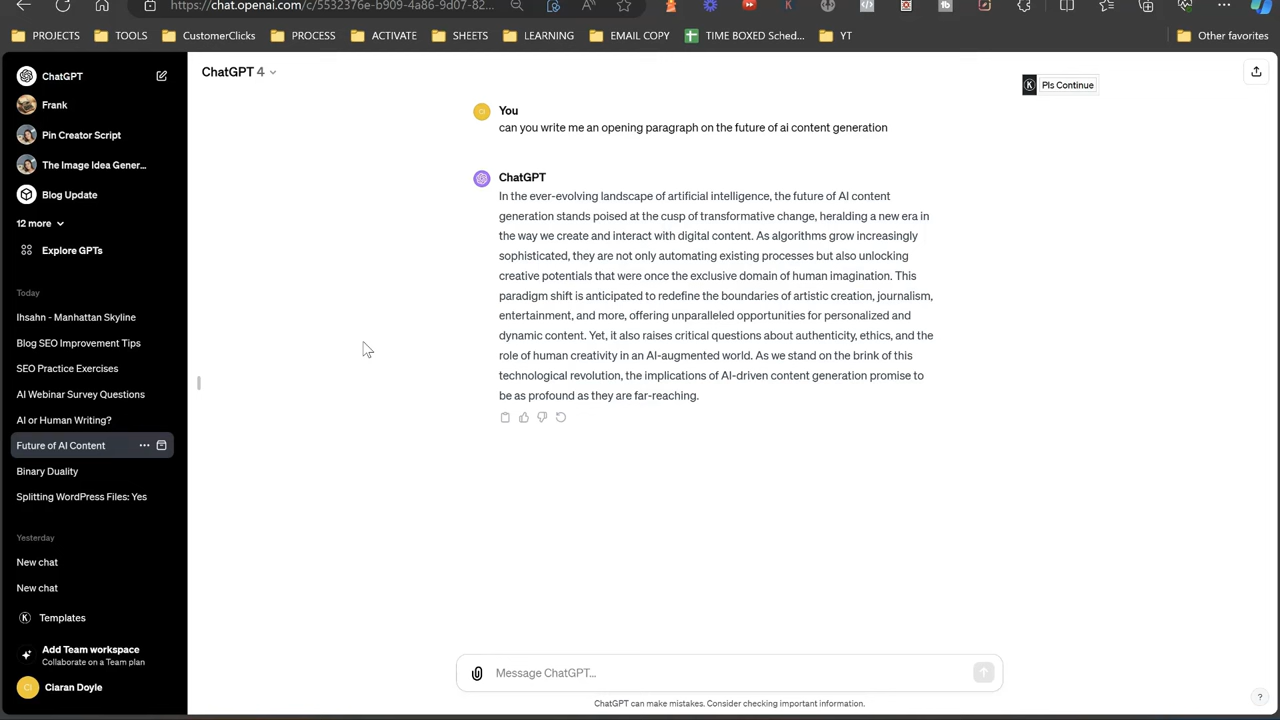 https://chat.openai.com/c/5532376e-b909-4a86-9d07-82...
PROJECTS
TOOLS
CustomerClicks
PROCESS
ACTIVATE
SHEETS
LEARNING
EMAIL COPY
TIME BOXED Sched...
YT
Other favorites
ChatGPT
Frank
Pin Creator Script
The Image Idea Gener...
Blog Update
12 more
Explore GPTs
Today
Ihsahn - Manhattan Skyline
Blog SEO Improvement Tips
SEO Practice Exercises
AI Webinar Survey Questions
AI or Human Writing?
Future of AI Content
Binary Duality
Splitting WordPress Files: Yes
Yesterday
New chat
New chat
K Templates
Add Team workspace
Collaborate on a Team plan
Ciaran Doyle
ChatGPT 4
K Pls Continue
You
can you write me an opening paragraph on the future of ai content generation
ChatGPT
In the ever-evolving landscape of artificial intelligence, the future of AI content
generation stands poised at the cusp of transformative change, heralding a new era in
the way we create and interact with digital content. As algorithms grow increasingly
sophisticated, they are not only automating existing processes but also unlocking
creative potentials that were once the exclusive domain of human imagination. This
paradigm shift is anticipated to redefine the boundaries of artistic creation, journalism,
entertainment, and more, offering unparalleled opportunities for personalized and
dynamic content. Yet, it also raises critical questions about authenticity, ethics, and the
role of human creativity in an AI-augmented world. As we stand on the brink of this
technological revolution, the implications of AI-driven content generation promise to
be as profound as they are far-reaching.
Message ChatGPT...
ChatGPT can make mistakes. Consider checking important information.
?